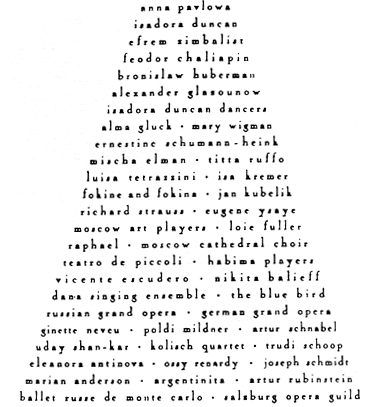 anna pavlowa
isadora duncan
efrem zimbalist
feodor chaliapin
bronislaw huberman
alexander glasounow
isadora duncan dancers
alma gluck · mary wigman
ernestine schumann-heink
mischa elman · titta ruffo
luisa tetrazzini · isa kremer
fokine and fokina · jan kubelik
richard strauss · eugene ysaye
moscow art players · loie fuller
raphael · moscow cathedral choir
teatro de piccoli · habima players
vicente escudero · nikita balieff
dana singing ensemble · the blue bird
russian grand opera · german grand opera
ginette neveu · poldi mildner · artur schnabel
uday shan-kar · kolisch quartet · trudi schoop
eleanora antinova · ossy renardy · joseph schmidt
marian anderson · argentinita · artur rubinstein
ballet russe de monte carlo · salzburg opera guild